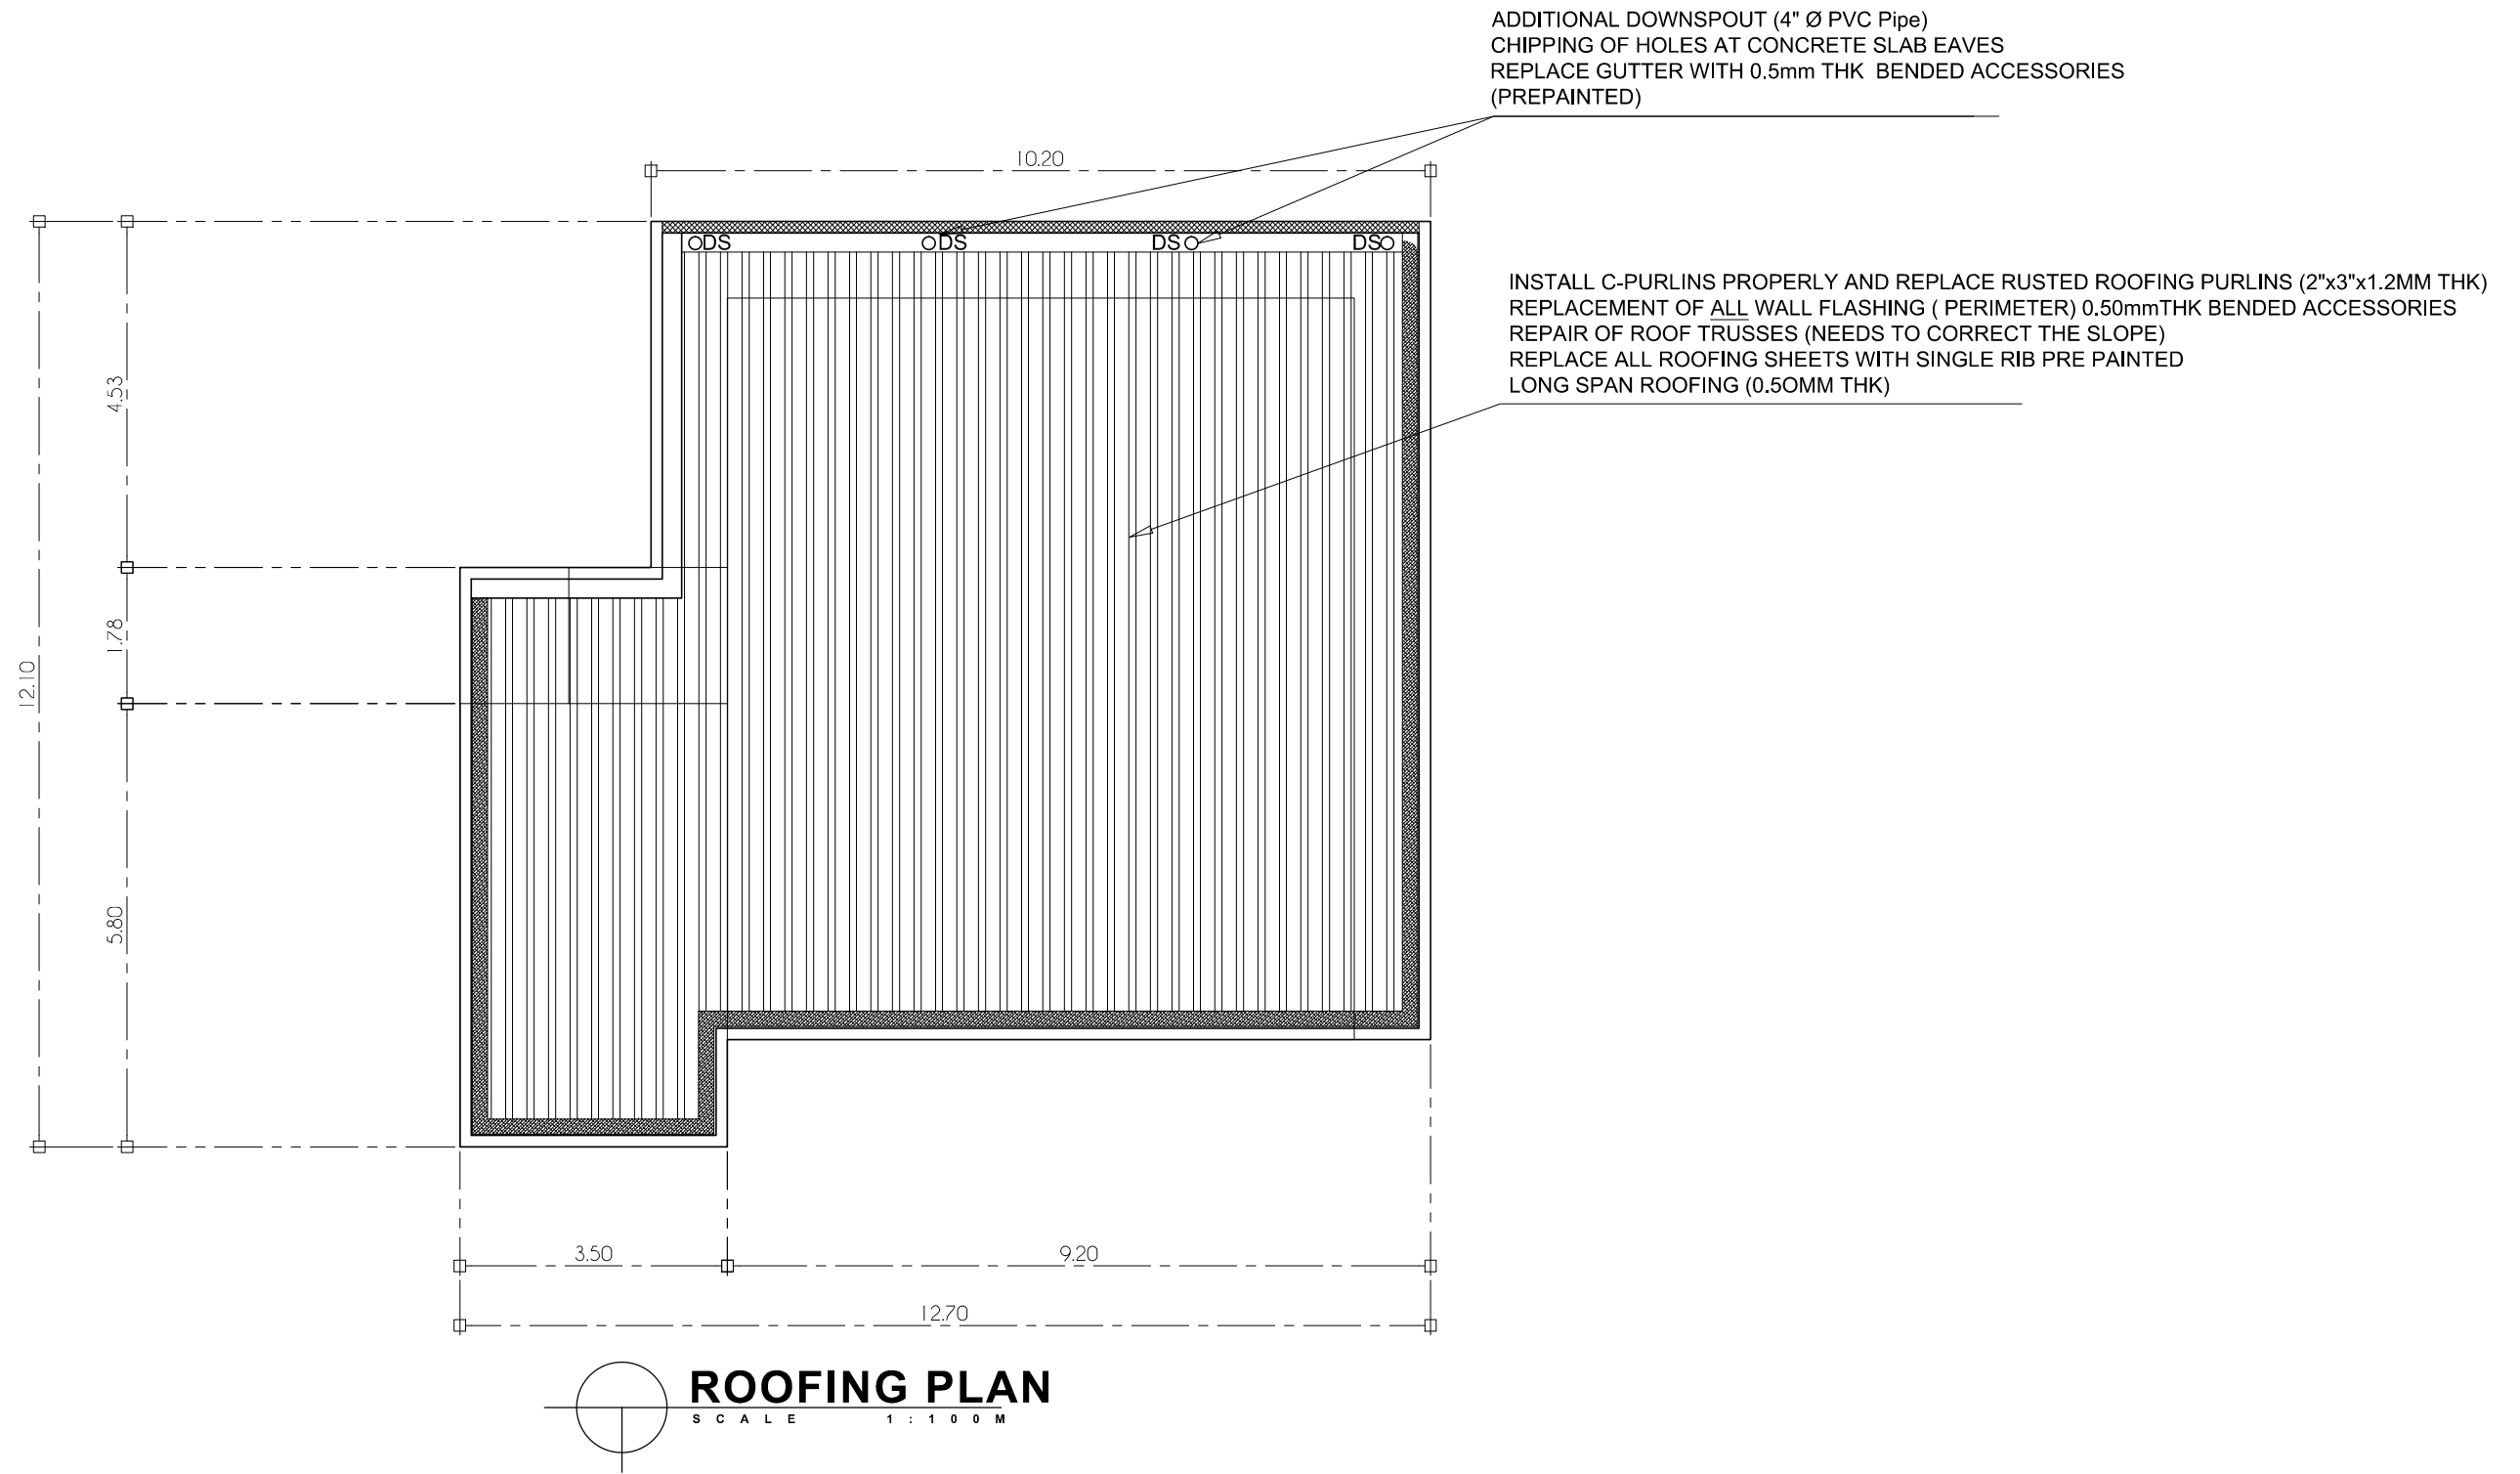 ADDITIONAL DOWNSPOUT (4" Ø PVC Pipe)
CHIPPING OF HOLES AT CONCRETE SLAB EAVES
REPLACE GUTTER WITH 0.5mm THK BENDED ACCESSORIES
(PREPAINTED)
10.20
DS
DS
DS
DS
INSTALL C-PURLINS PROPERLY AND REPLACE RUSTED ROOFING PURLINS (2"x3"x1.2MM THK)
REPLACEMENT OF ALL WALL FLASHING ( PERIMETER) 0.50mmTHK BENDED ACCESSORIES
REPAIR OF ROOF TRUSSES (NEEDS TO CORRECT THE SLOPE)
REPLACE ALL ROOFING SHEETS WITH SINGLE RIB PRE PAINTED
LONG SPAN ROOFING (0.5OMM THK)
4.53
1.78
12.10
5.80
3.50
9.20
12.70
ROOFING PLAN
SCALE 1:100M